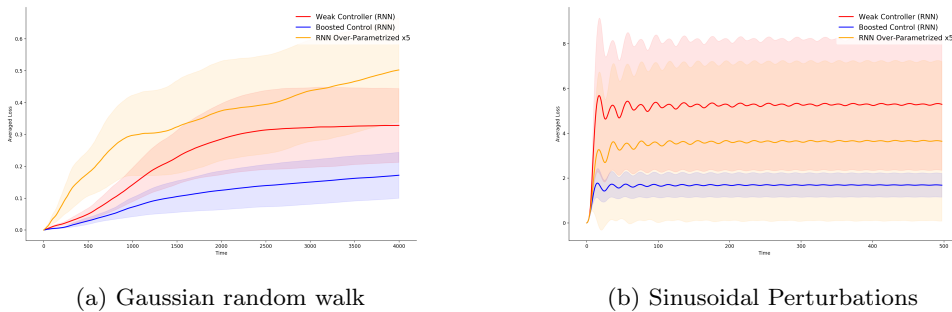 Weak Controller (RNN)
Boosted Control (RNN)
RNN Over-Parametrized x5
Averaged Loss
0.6
0.5
0.4
0.3
0.2
0.1
0.0
0 500 1000 1500 2000 2500 3000 3500 4000
Time
(a) Gaussian random walk
Weak Controller (RNN)
Boosted Control (RNN)
RNN Over-Parametrized x5
Averaged Loss
8
6
4
2
0
0 100 200 300 400 500
Time
(b) Sinusoidal Perturbations